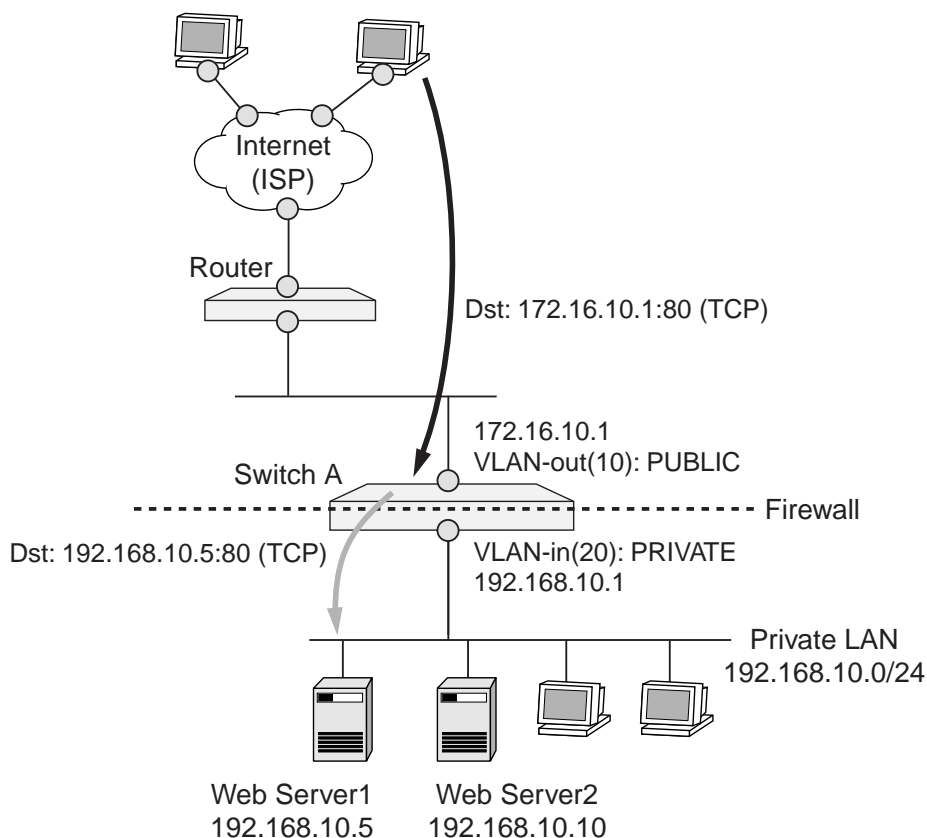 Internet
(ISP)
Router
Dst: 172.16.10.1:80 (TCP)
172.16.10.1
VLAN-out(10): PUBLIC
Switch A
Firewall
Dst: 192.168.10.5:80 (TCP)
VLAN-in(20): PRIVATE
192.168.10.1
Private LAN
192.168.10.0/24
Web Server1
192.168.10.5
Web Server2
192.168.10.10